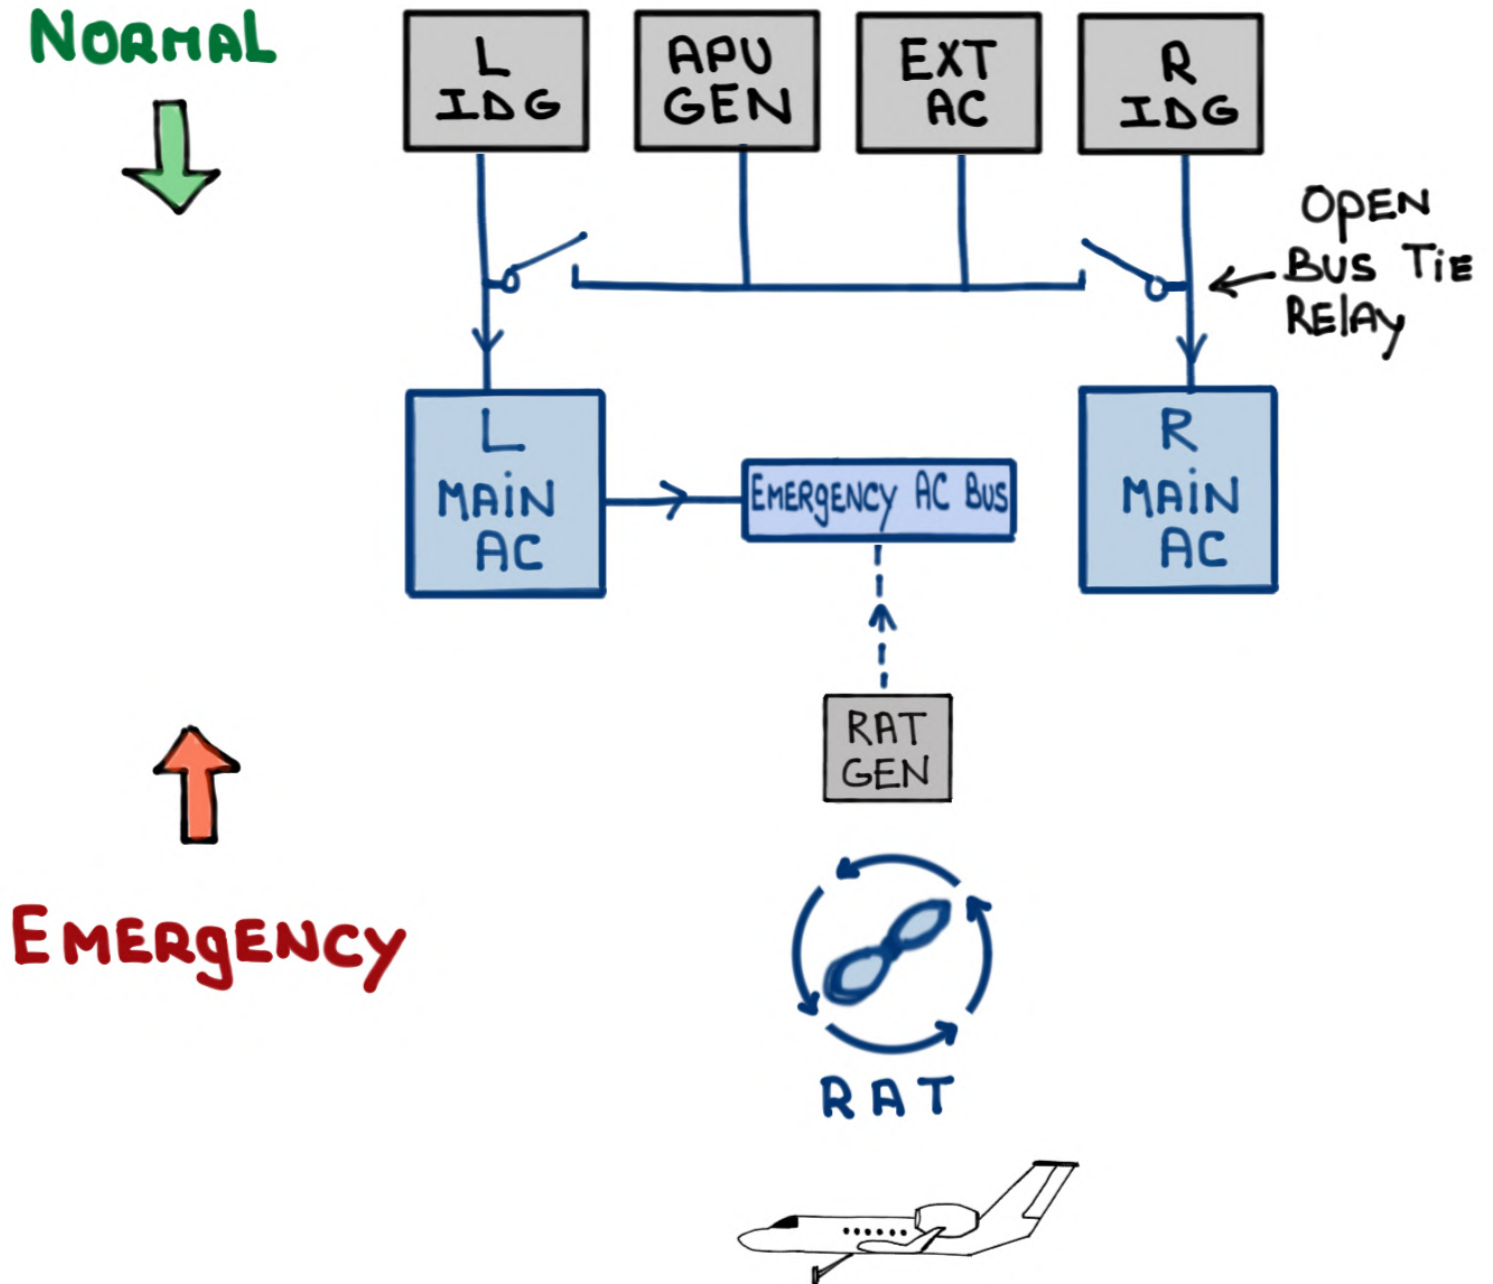 NORMAL
L
IDG
APU
GEN
EXT
AC
R
IDG
OPEN
BUS TIE
RELAY
L
MAIN
AC
EMERGENCY AC BUS
R
MAIN
AC
RAT
GEN
EMERGENCY
RAT